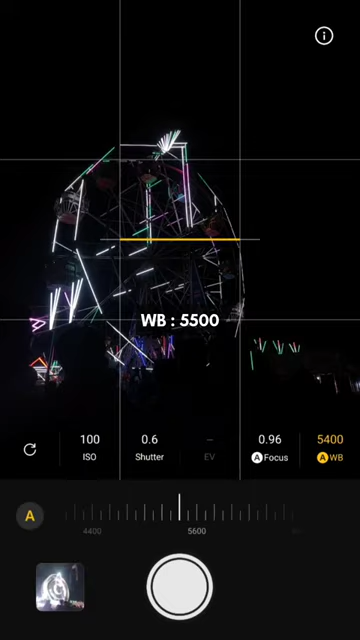 WB : 5500
100
0.6
–
0.96
5400
ISO
Shutter
EV
A Focus
A WB
A
4400
5600